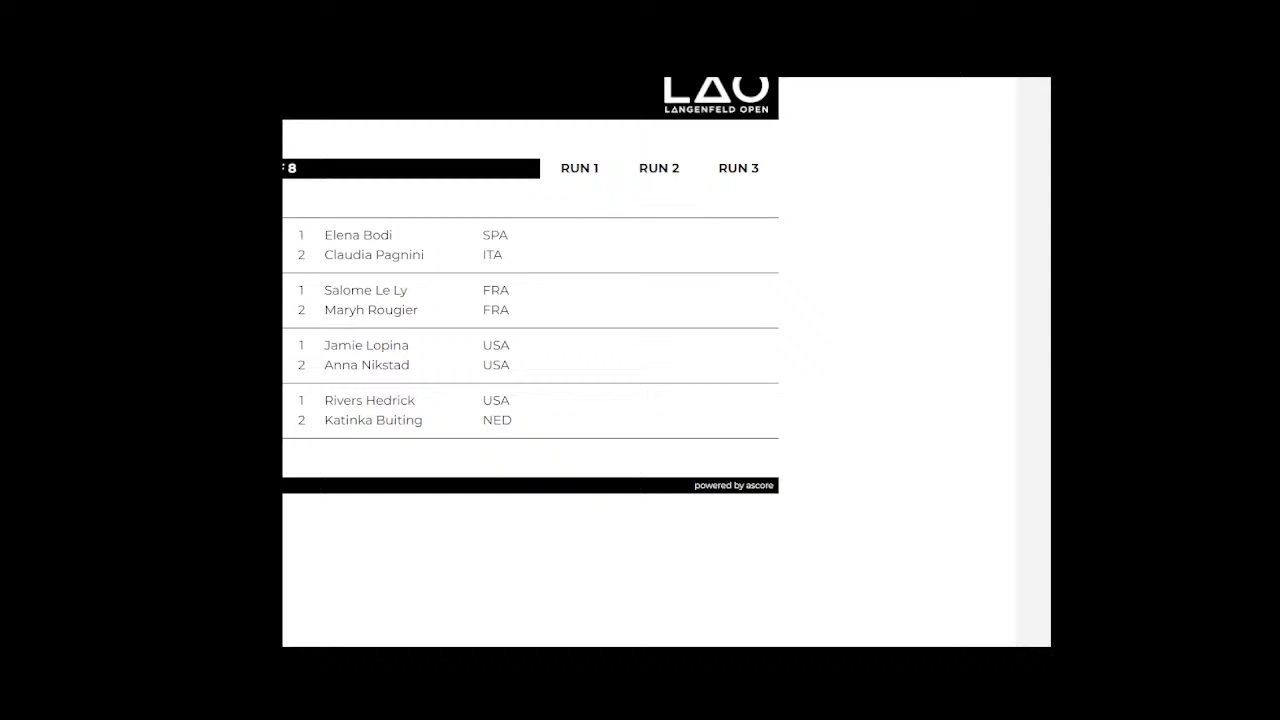 LAO
LANGENFELD OPEN
8 RUN 1 RUN 2 RUN 3
1 Elena Bodi SPA
2 Claudia Pagnini ITA
1 Salome Le Ly FRA
2 Maryh Rougier FRA
1 Jamie Lopina USA
2 Anna Nikstad USA
1 Rivers Hedrick USA
2 Katinka Buiting NED
powered by ascore